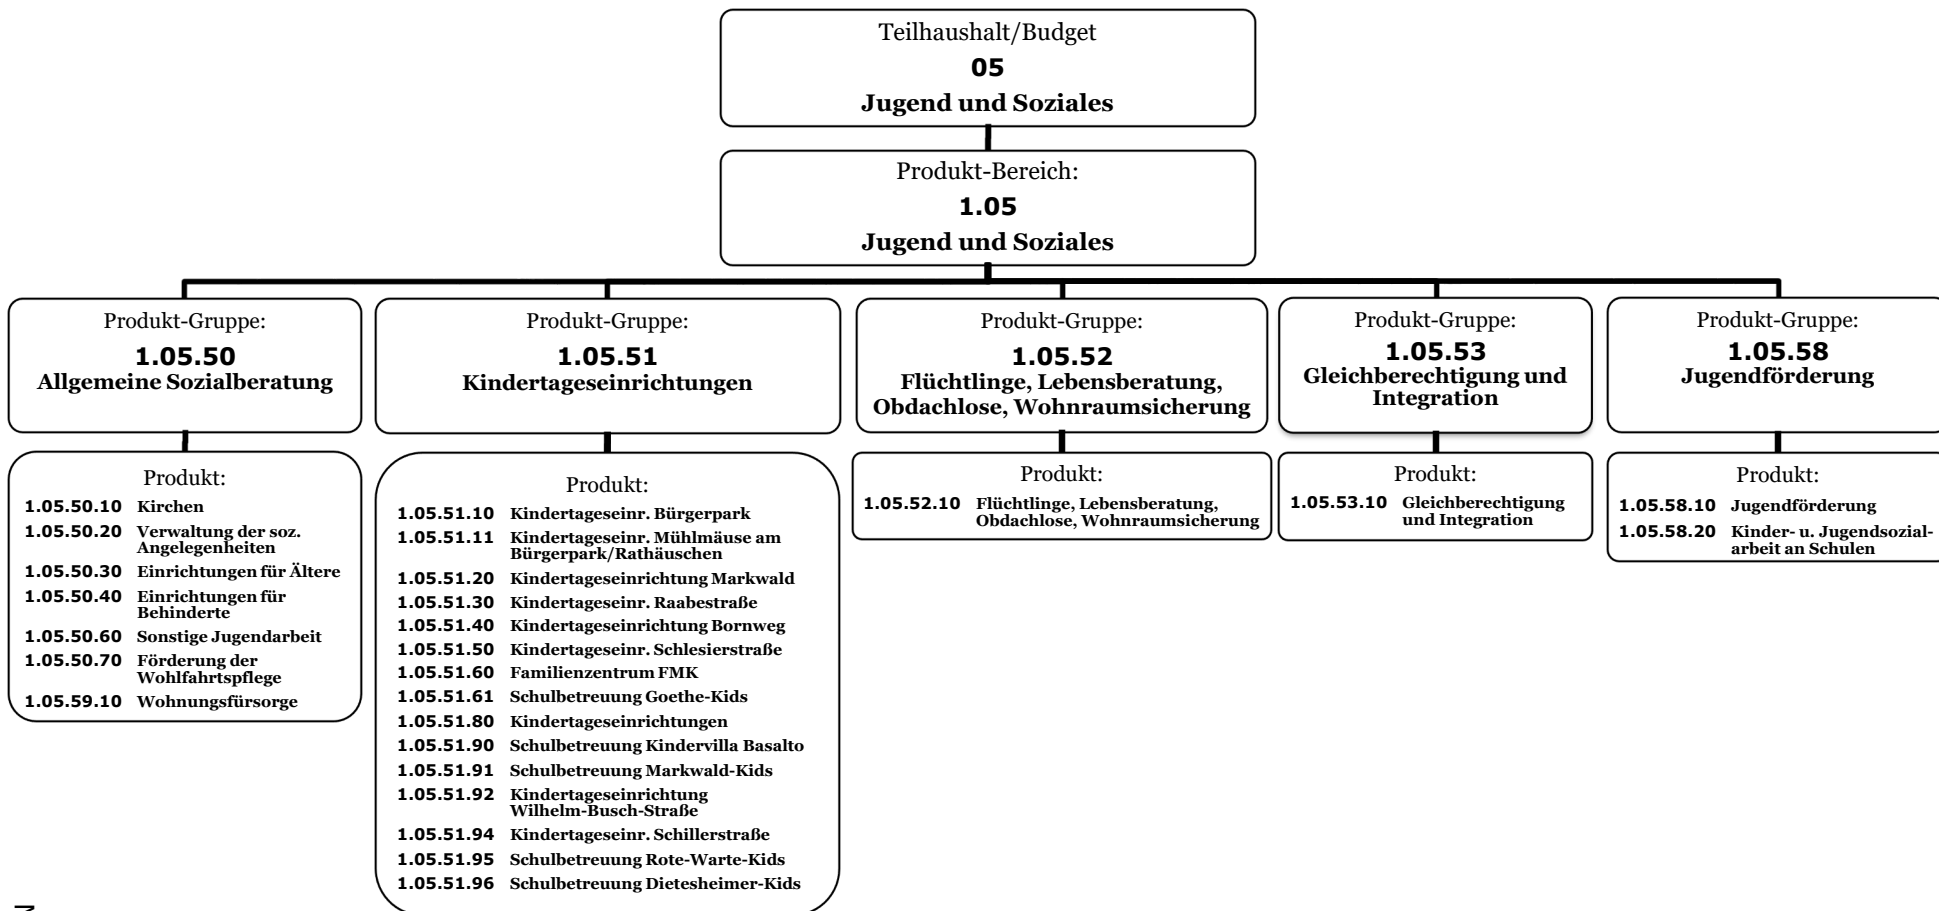 Teilhaushalt/Budget
05
Jugend und Soziales
Produkt-Bereich:
1.05
Jugend und Soziales
Produkt-Gruppe:
1.05.50
Allgemeine Sozialberatung
Produkt-Gruppe:
1.05.51
Kindertageseinrichtungen
Produkt-Gruppe:
1.05.52
Flüchtlinge, Lebensberatung,
Obdachlose, Wohnraumsicherung
Produkt-Gruppe:
1.05.53
Gleichberechtigung und
Integration
Produkt-Gruppe:
1.05.58
Jugendförderung
Produkt:
1.05.50.10 Kirchen
1.05.50.20 Verwaltung der soz.
Angelegenheiten
1.05.50.30 Einrichtungen für Ältere
1.05.50.40 Einrichtungen für
Behinderte
1.05.50.60 Sonstige Jugendarbeit
1.05.50.70 Förderung der
Wohlfahrtspflege
1.05.59.10 Wohnungsfürsorge
Produkt:
1.05.51.10 Kindertageseinr. Bürgerpark
1.05.51.11 Kindertageseinr. Mühlmäuse am
Bürgerpark/Rathäuschen
1.05.51.20 Kindertageseinrichtung Markwald
1.05.51.30 Kindertageseinr. Raabestraße
1.05.51.40 Kindertageseinrichtung Bornweg
1.05.51.50 Kindertageseinr. Schlesierstraße
1.05.51.60 Familienzentrum FMK
1.05.51.61 Schulbetreuung Goethe-Kids
1.05.51.80 Kindertageseinrichtungen
1.05.51.90 Schulbetreuung Kindervilla Basalto
1.05.51.91 Schulbetreuung Markwald-Kids
1.05.51.92 Kindertageseinrichtung
Wilhelm-Busch-Straße
1.05.51.94 Kindertageseinr. Schillerstraße
1.05.51.95 Schulbetreuung Rote-Warte-Kids
1.05.51.96 Schulbetreuung Dietesheimer-Kids
Produkt:
1.05.52.10 Flüchtlinge, Lebensberatung,
Obdachlose, Wohnraumsicherung
Produkt:
1.05.53.10 Gleichberechtigung
und Integration
Produkt:
1.05.58.10 Jugendförderung
1.05.58.20 Kinder- u. Jugendsozial-
arbeit an Schulen